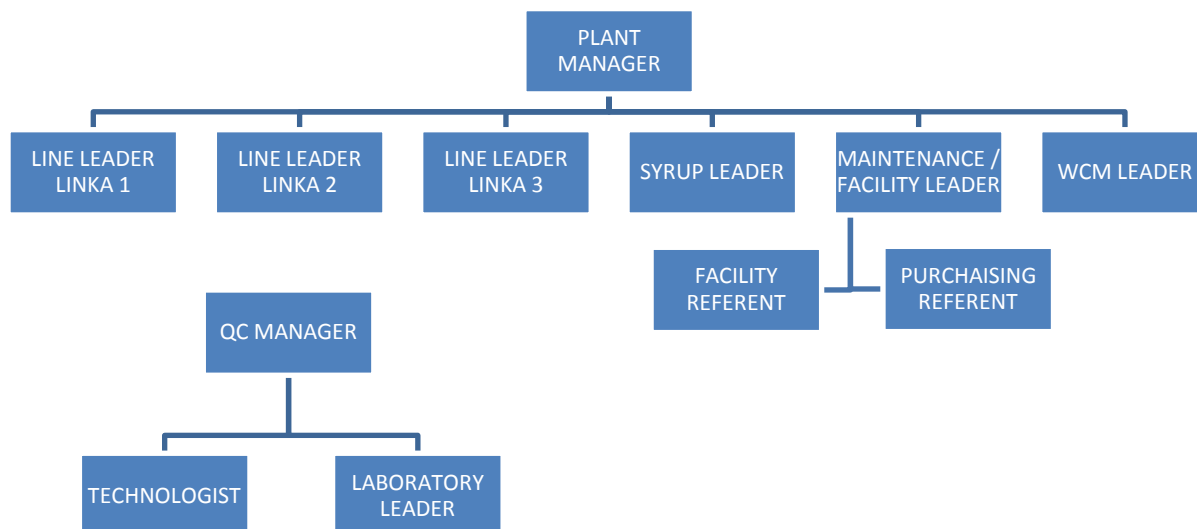 PLANT
MANAGER
LINE LEADER
LINKA 1
LINE LEADER
LINKA 2
LINE LEADER
LINKA 3
SYRUP LEADER
MAINTENANCE /
FACILITY LEADER
WCM LEADER
FACILITY
REFERENT
PURCHAISING
REFERENT
QC MANAGER
TECHNOLOGIST
LABORATORY
LEADER